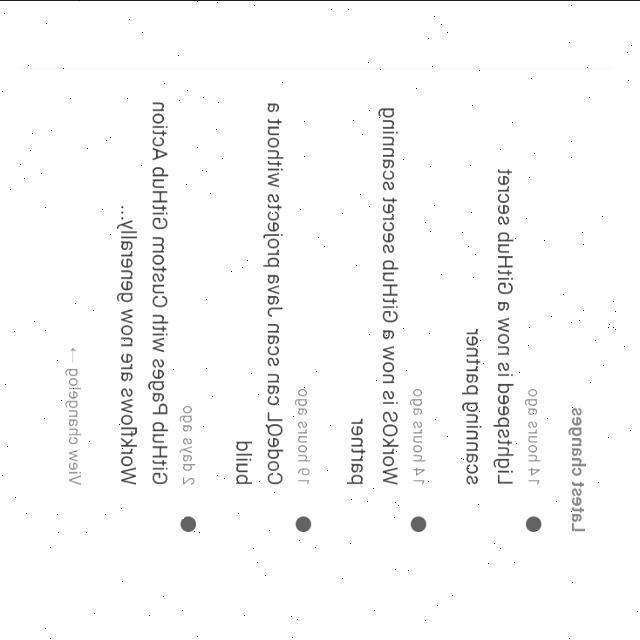 Latest changes
14 hours ago
Lightspeed is now a GitHub secret
scanning partner
14 hours ago
WorkOS is now a GitHub secret scanning
partner
19 hours ago
CodeQL can scan Java projects without a
build
2 days ago
GitHub Pages with Custom GitHub Action
Workflows are now generally...
View changelog →